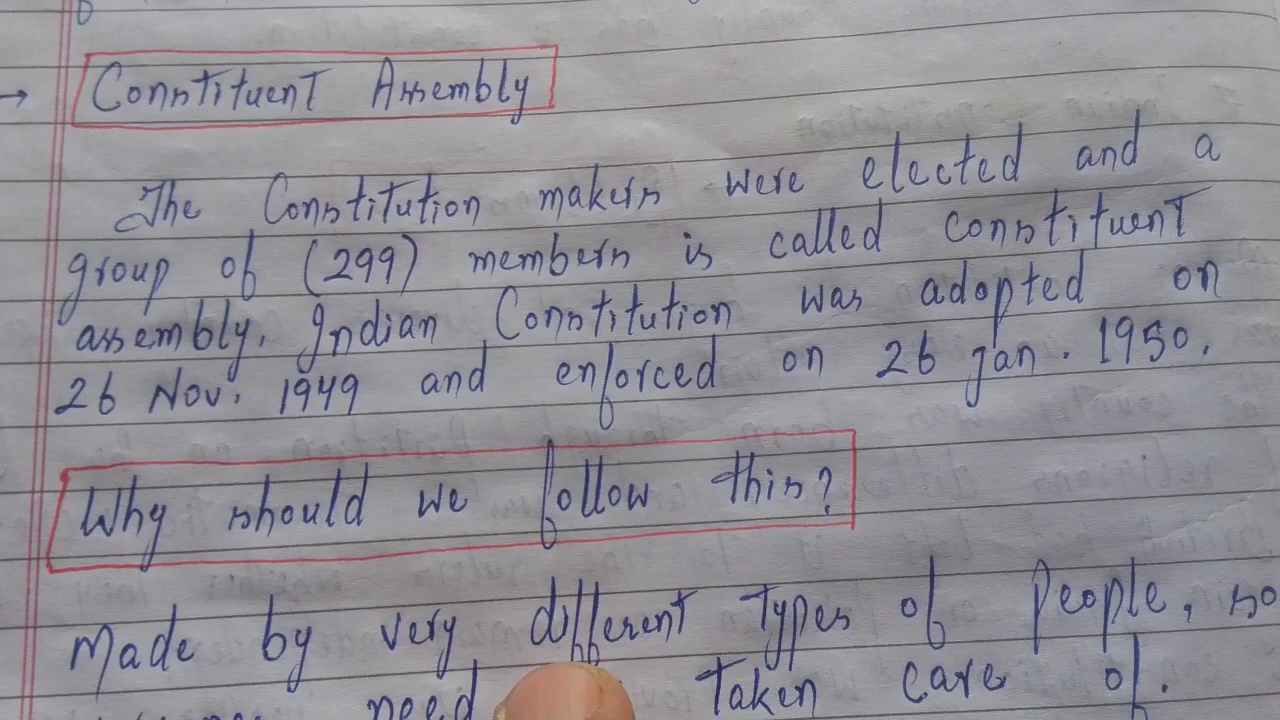 → Constituent Assembly
The Constitution makers were elected and a
group of (299) members is called constituent
assembly. Indian Constitution was adopted on
26 Nov. 1949 and enforced on 26 Jan. 1950.
Why should we follow this?
Made by very different types of people, so
need taken care of.